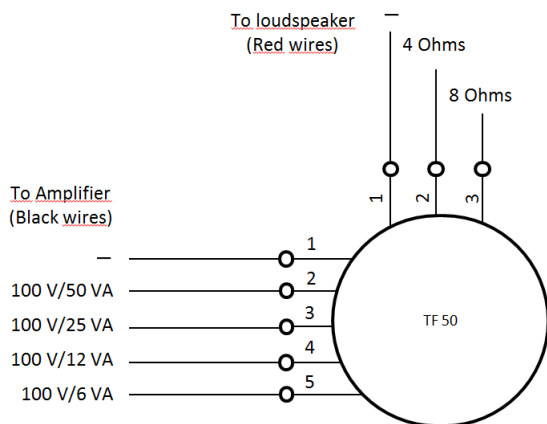 To loudspeaker
(Red wires)
—
4 Ohms
8 Ohms
1
2
3
To Amplifier
(Black wires)
—
1
100 V/50 VA
2
100 V/25 VA
3
100 V/12 VA
4
100 V/6 VA
5
TF 50